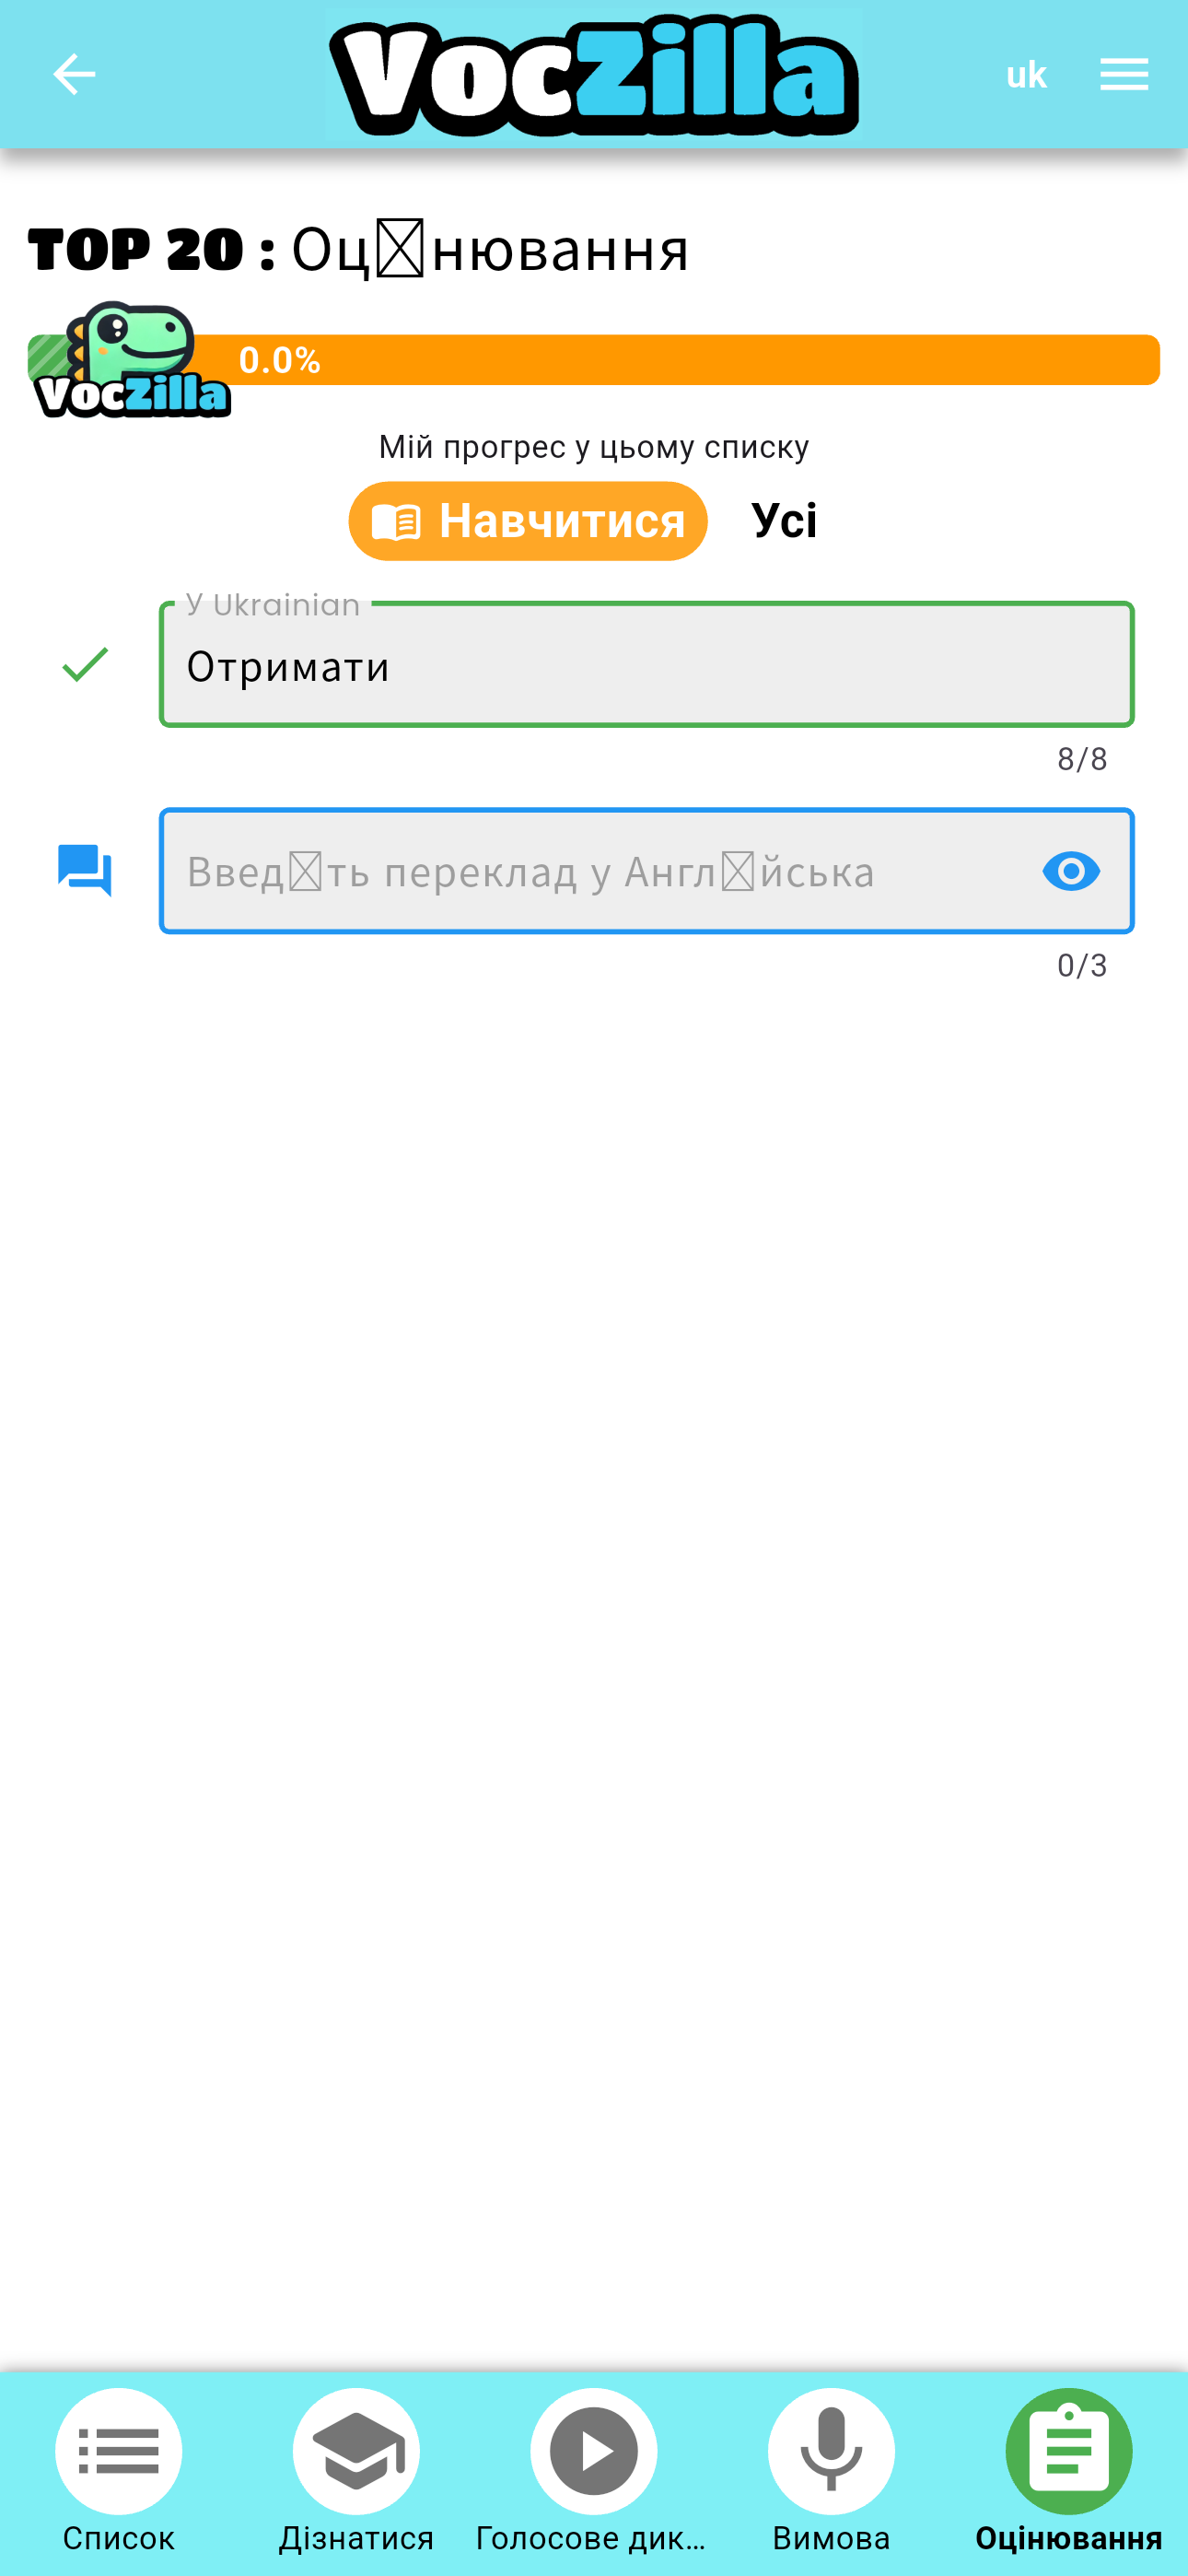 VocZilla
uk
TOP 20 : Оц☒нювання
VocZilla
0.0%
Мій прогрес у цьому списку
Навчитися
Усі
У Ukrainian
Отримати
8/8
Введ☒ть переклад у Англ☒йська
0/3
Список
Дізнатися
Голосове дик...
Вимова
Оцінювання